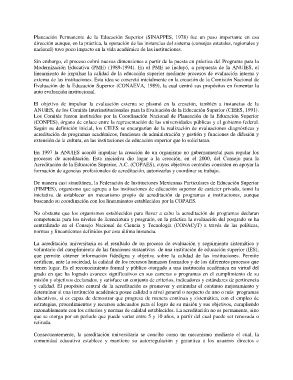 Planeación Permanente de la Educación Superior (SINAPPES, 1978) fue un paso importante en esa
dirección aunque, en la práctica, la operación de las instancias del sistema (consejos estatales, regionales y
nacional) tuvo poco impacto en la vida académica de las instituciones.
Sin embargo, el proceso cobró nuevas dimensiones a partir de la puesta en práctica del Programa para la
Modernización Educativa (PME) (1989-1994). En el PME se incluyó, a propuesta de la ANUIES, el
lineamiento de impulsar la calidad de la educación superior mediante procesos de evaluación interna y
externa de las instituciones. Esta idea se concretó inicialmente en la creación de la Comisión Nacional de
Evaluación de la Educación Superior (CONAEVA, 1989), la cual centró sus propósitos en fomentar la
auto evaluación institucional.
El objetivo de impulsar la evaluación externa se plasmó en la creación, también a instancias de la
ANUIES, de los Comités Interinstitucionales para la Evaluación de la Educación Superior (CIEES, 1991).
Los Comités fueron instituidos por la Coordinación Nacional de Planeación de la Educación Superior
(CONPES), órgano de enlace entre la representación de las universidades públicas y el gobierno federal.
Según su definición inicial, los CIEES se encargarían de la realización de evaluaciones diagnósticas y
acreditación de programas académicos, funciones de administración y gestión y funciones de difusión y
extensión de la cultura, en las instituciones de educación superior que lo solicitaran.
En 1997 la ANUIES acordó impulsar la creación de un organismo no gubernamental para regular los
procesos de acreditación. Esta iniciativa dio lugar a la creación, en el 2000, del Consejo para la
Acreditación de la Educación Superior, A.C. (COPAES), cuyos objetivos centrales consisten en apoyar la
formación de agencias profesionales de acreditación, autorizarlas y coordinar su trabajo.
De manera casi simultánea, la Federación de Instituciones Mexicanas Particulares de Educación Superior
(FIMPES), organismo que agrupa a las instituciones de educación superior de carácter privado, tomó la
iniciativa de establecer un mecanismo propio de acreditación de programas e instituciones, aunque
buscando su coordinación con los lineamientos establecidos por la COPAES.
No obstante que los organismos establecidos para llevar a cabo la acreditación de programas declaran
competencia para los niveles de licenciatura y posgrado, en la práctica la evaluación del posgrado se ha
centralizado en el Consejo Nacional de Ciencia y Tecnología (CONACyT) a través de las políticas,
normas y lineamientos definidos por esta última instancia.
La acreditación universitaria es el resultado de un proceso de evaluación y seguimiento sistemático y
voluntario del cumplimiento de las funciones sustantivas de una institución de educación superior (IES),
que permite obtener información fidedigna y objetiva sobre la calidad de las instituciones. Permite
certificar, ante la sociedad, la calidad de los recursos humanos formados y de los diferentes procesos que
tienen lugar. Es el reconocimiento formal y público otorgado a una institución académica en virtud del
grado en que ha logrado avances significativos en sus carreras o programas en el cumplimiento de su
misión y objetivos declarados, y satisface un conjunto de criterios, indicadores y estándares de pertinencia
y calidad. El propósito central de la acreditación es promover y estimular el continuo mejoramiento y
determinar si una institución académica posee calidad a nivel general o respecto de uno o más programas
educativos, si es capaz de demostrar que progresa de manera continua y sistemática, con el empleo de
estrategias, procedimientos y recursos adecuados para el logro de su misión y sus objetivos, cumpliendo
razonablemente con los criterios y normas de calidad establecidos. La acreditación no es permanente, sino
que se otorga por un periodo que puede variar entre 5 y 10 años, a partir del cual puede ser renovada o
retirada.
Consecuentemente, la acreditación universitaria se concibe como un mecanismo mediante el cual, la
comunidad educativa establece y mantiene su autorregulación y garantiza a los usuarios directos e